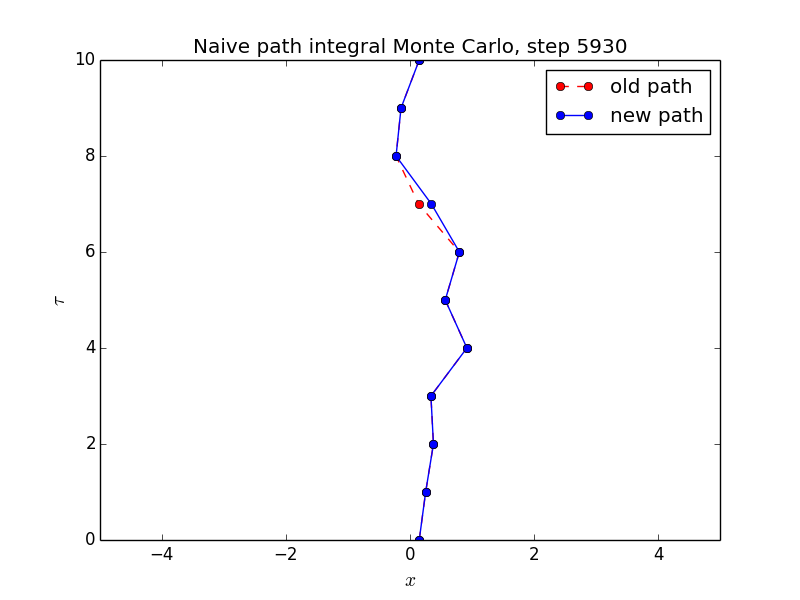 Naive path integral Monte Carlo, step 5930
old path
new path
10
8
6
4
2
0
τ
−4
−2
0
2
4
x